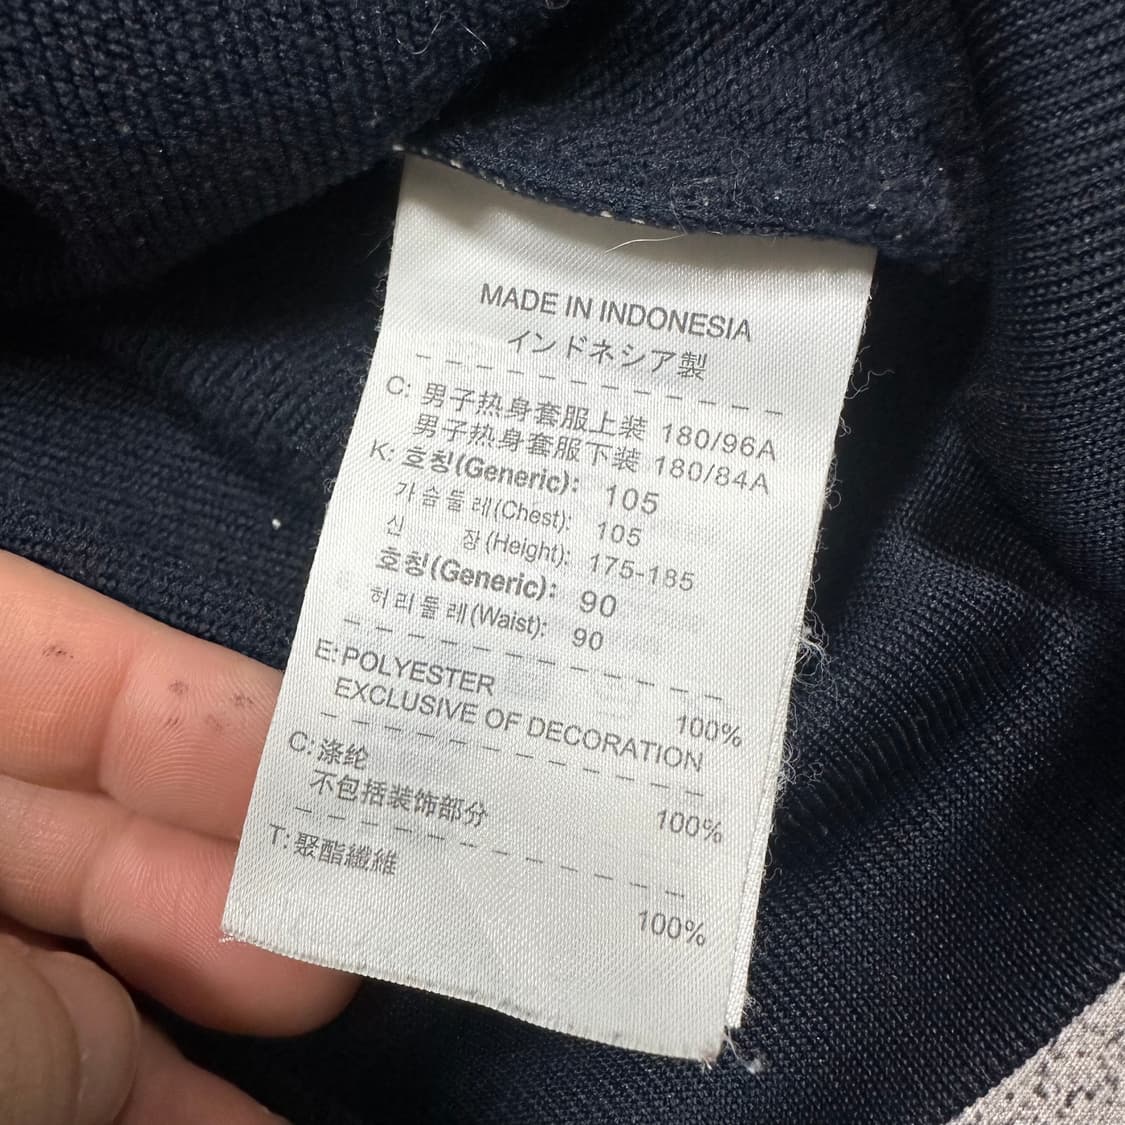 MADE IN INDONESIA
インドネシア製
C: 男子热身套服上装 180/96A
男子热身套服下装 180/84A
K: 호칭(Generic): 105
가슴둘레(Chest): 105
신 장(Height): 175-185
호칭(Generic): 90
허리둘레(Waist): 90
E:POLYESTER 100%
EXCLUSIVE OF DECORATION
C:涤纶 100%
不包括装饰部分
T:聚酯纖維 100%